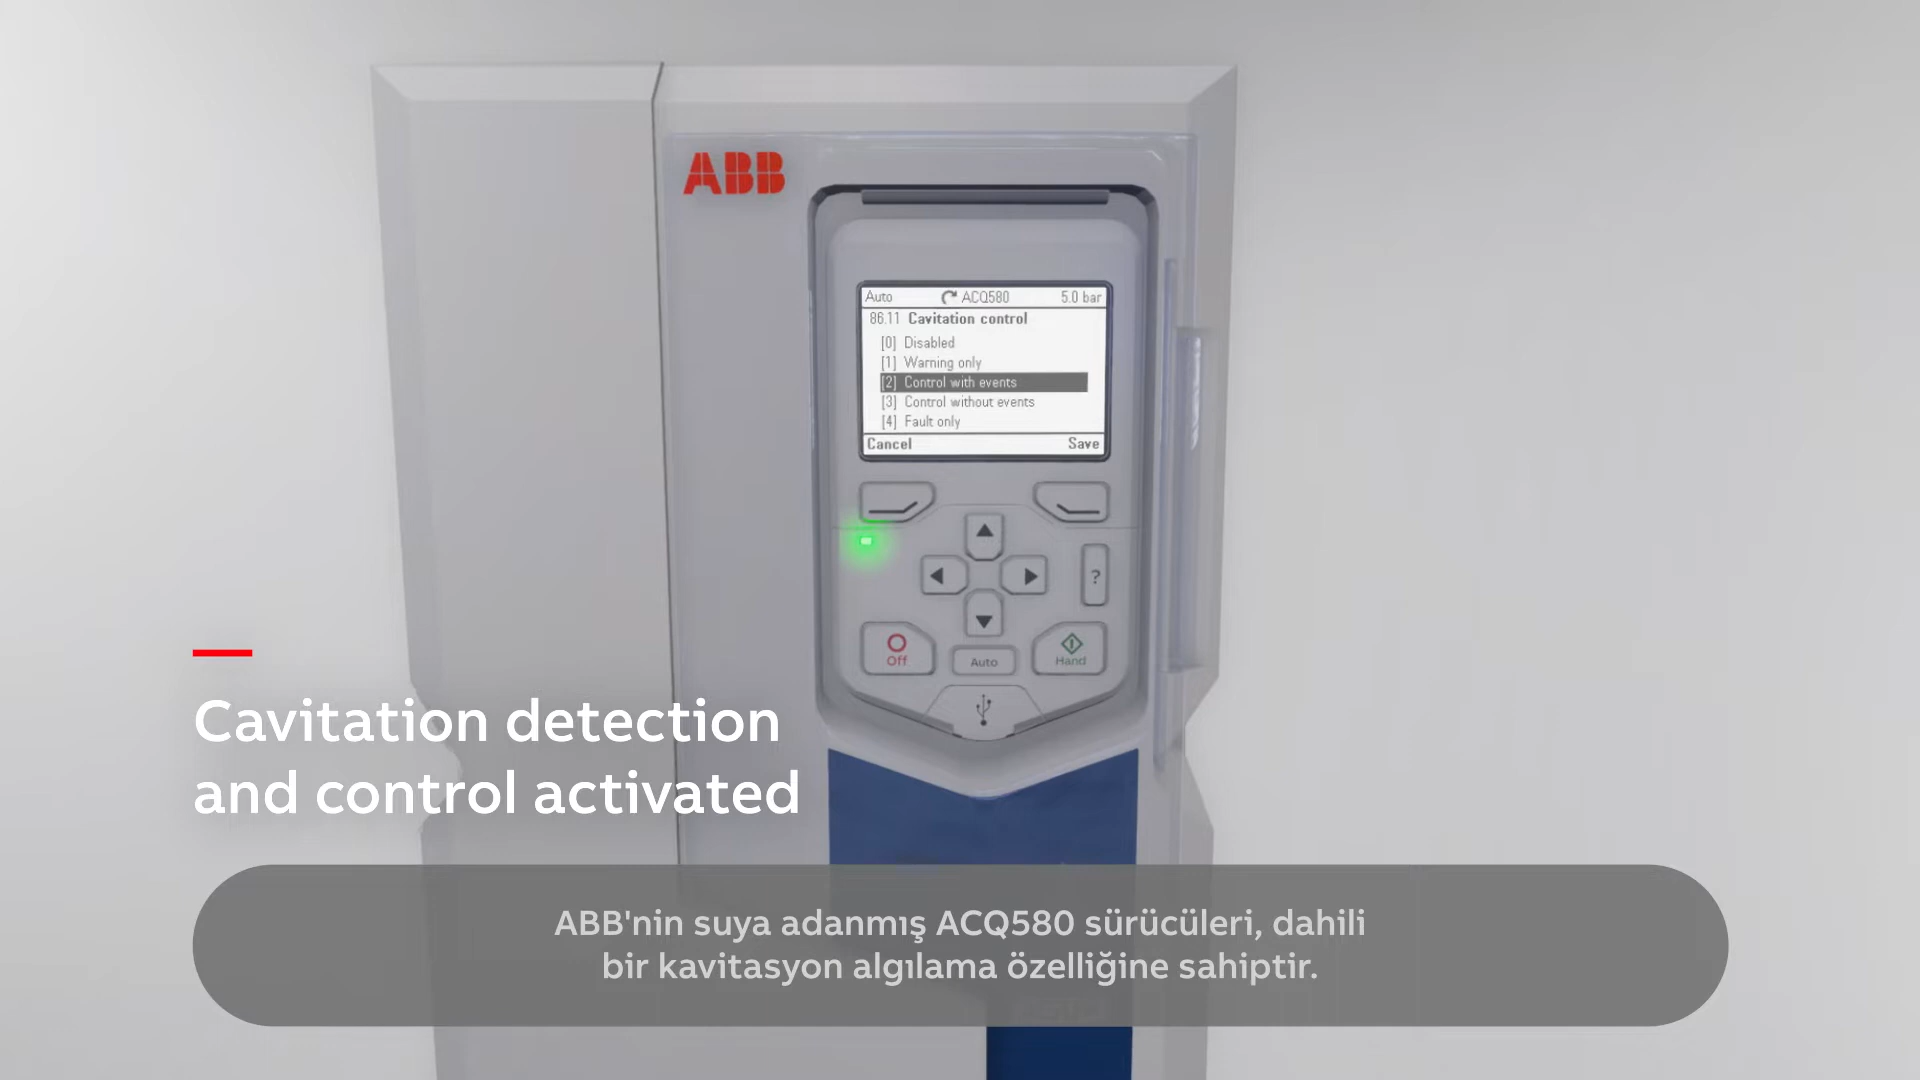 ABB
Auto ACQ580 5.0 bar
86.11 Cavitation control
[0] Disabled
[1] Warning only
[2] Control with events
[3] Control without events
[4] Fault only
Cancel Save
?
Off Auto Hand
Cavitation detection
and control activated
ABB'nin suya adanmış ACQ580 sürücüleri, dahili
bir kavitasyon algılama özelliğine sahiptir.